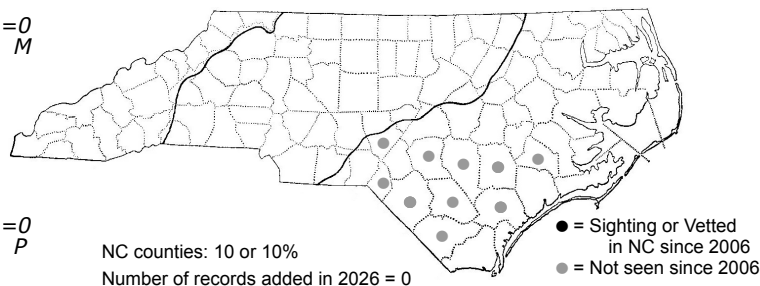 =0
M
=0
P
NC counties: 10 or 10%
Number of records added in 2026 = 0
= Sighting or Vetted
in NC since 2006
= Not seen since 2006